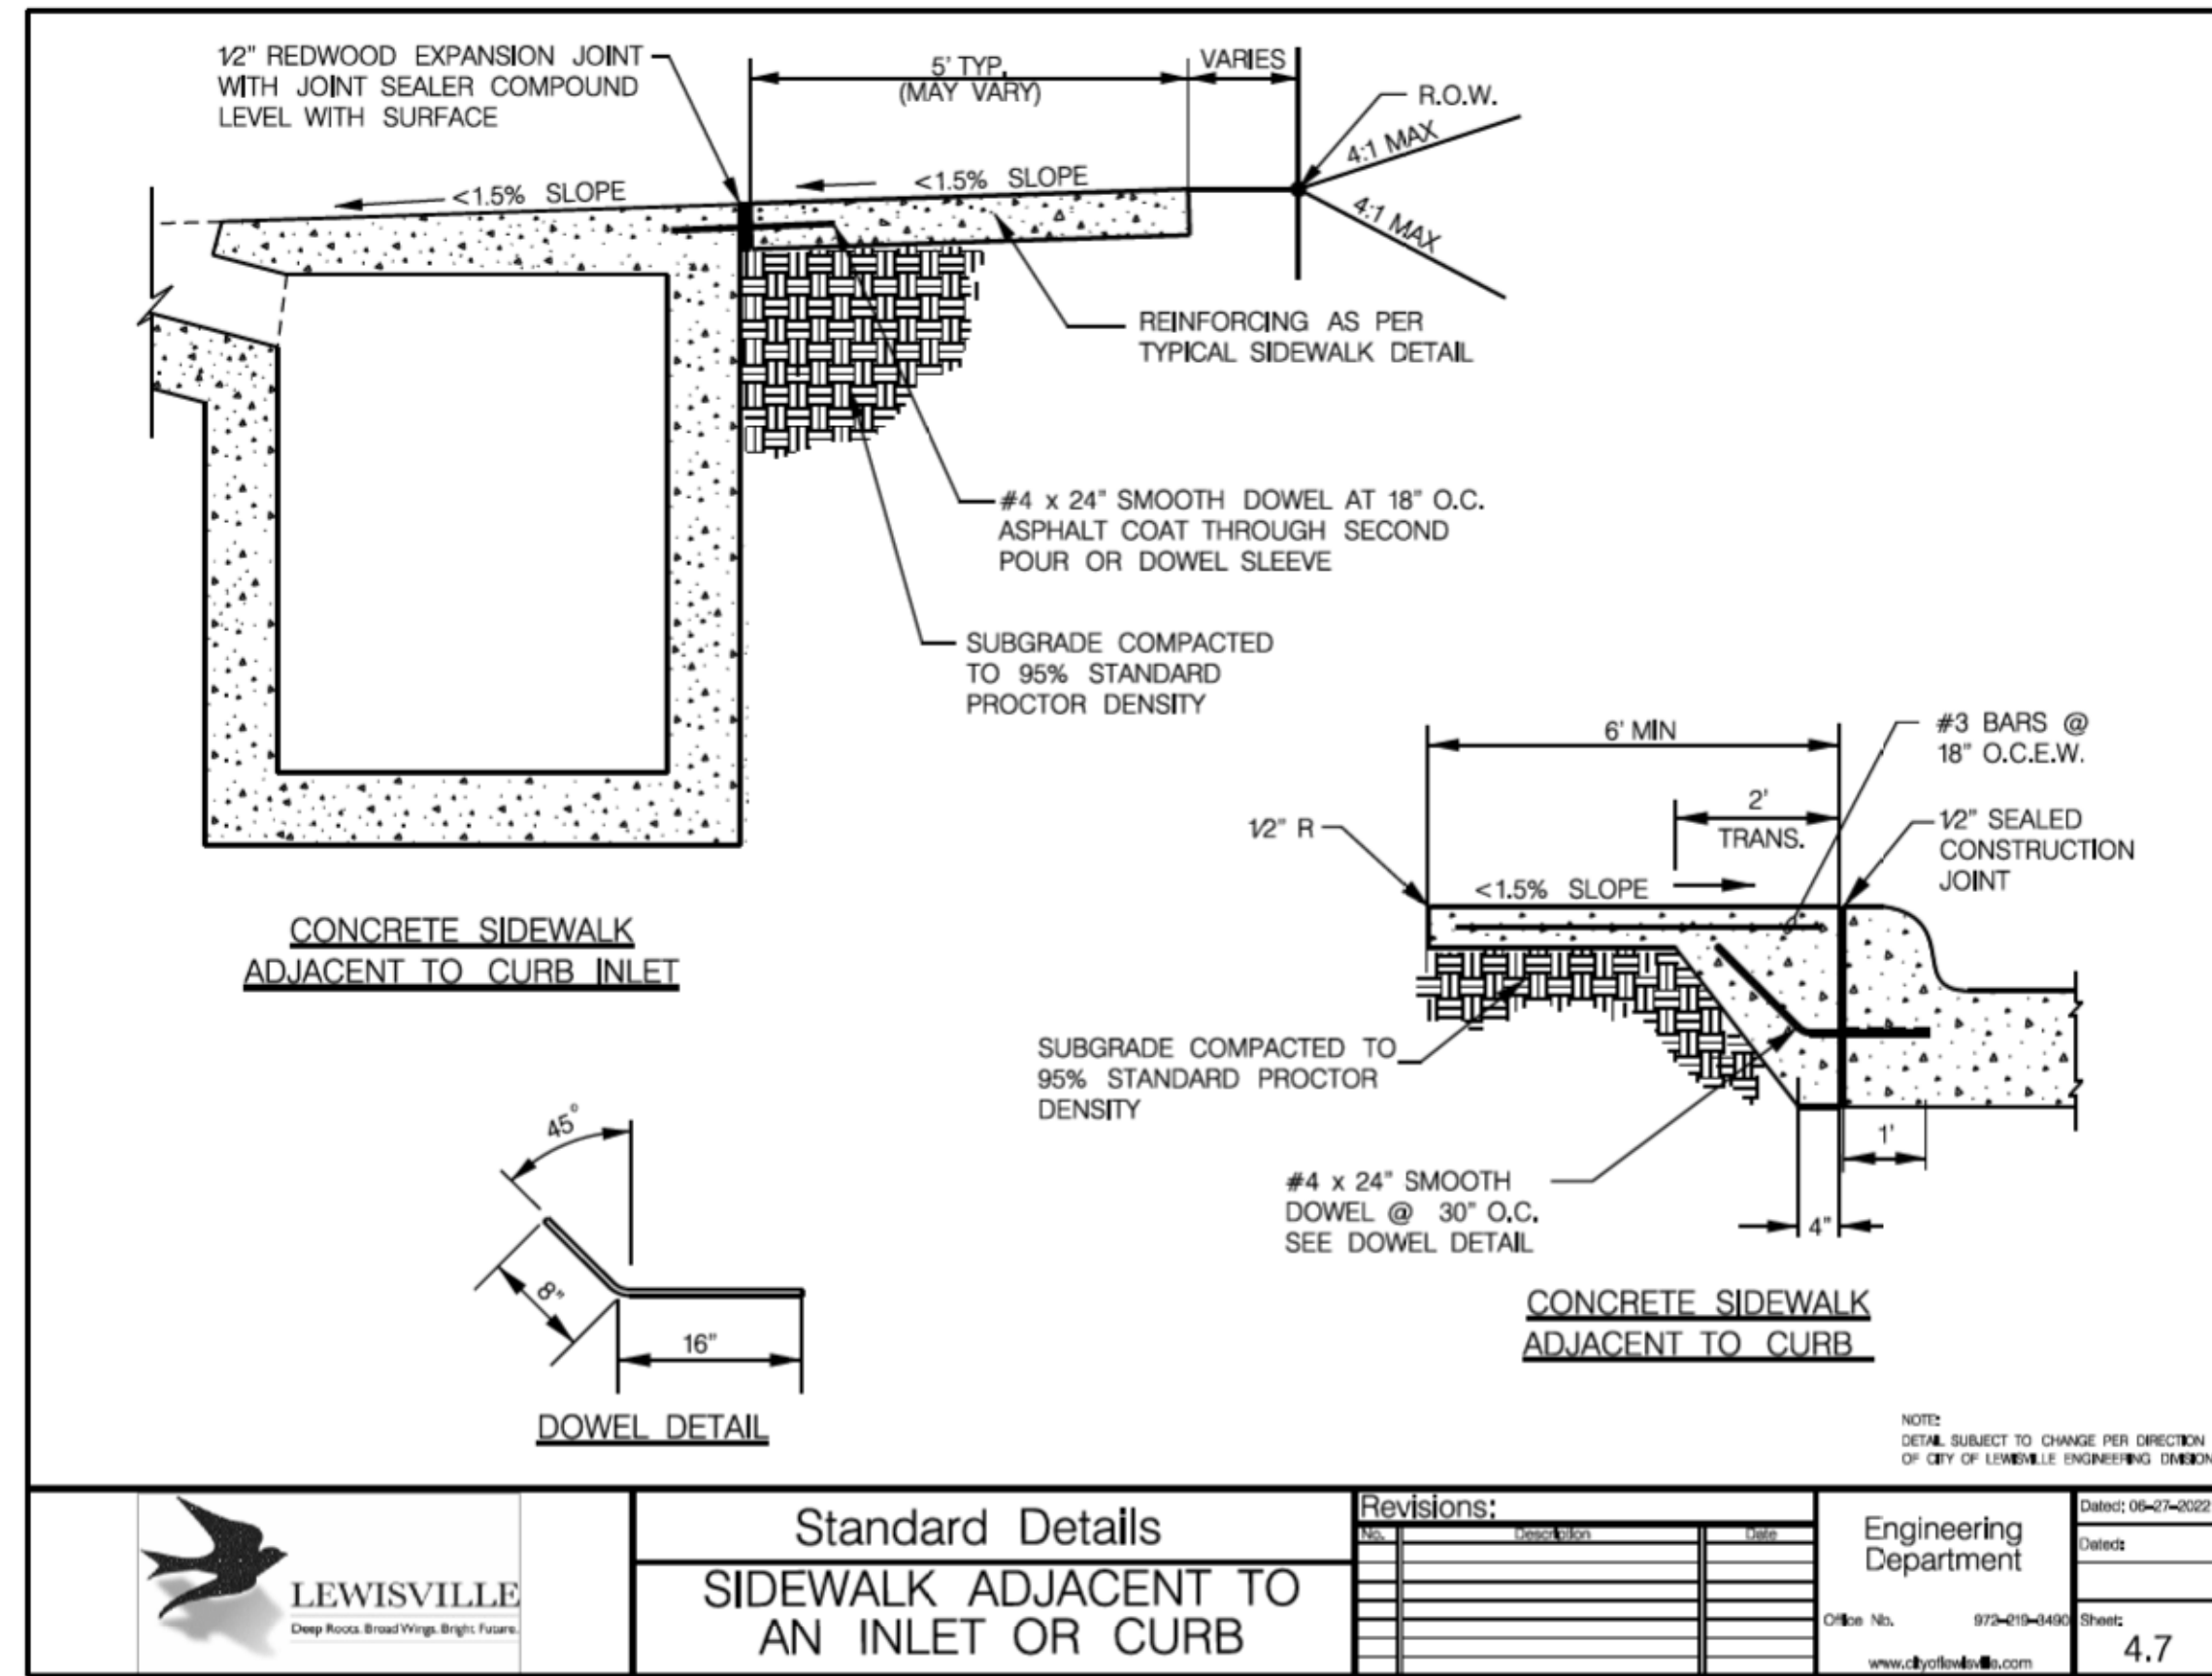 1/2" REDWOOD EXPANSION JOINT
WITH JOINT SEALER COMPOUND
LEVEL WITH SURFACE
5' TYP.
(MAY VARY)
VARIES
R.O.W.
4:1 MAX
4:1 MAX
<1.5% SLOPE
<1.5% SLOPE
REINFORCING AS PER
TYPICAL SIDEWALK DETAIL
#4 x 24" SMOOTH DOWEL AT 18" O.C.
ASPHALT COAT THROUGH SECOND
POUR OR DOWEL SLEEVE
SUBGRADE COMPACTED
TO 95% STANDARD
PROCTOR DENSITY
CONCRETE SIDEWALK
ADJACENT TO CURB INLET
6' MIN
#3 BARS @
18" O.C.E.W.
2'
TRANS.
1/2" R
1/2" SEALED
CONSTRUCTION
JOINT
<1.5% SLOPE
SUBGRADE COMPACTED TO
95% STANDARD PROCTOR
DENSITY
1'
#4 x 24" SMOOTH
DOWEL @ 30" O.C.
SEE DOWEL DETAIL
4"
CONCRETE SIDEWALK
ADJACENT TO CURB
45°
8"
16"
DOWEL DETAIL
NOTE:
DETAIL SUBJECT TO CHANGE PER DIRECTION
OF CITY OF LEWISVILLE ENGINEERING DIVISION
LEWISVILLE
Deep Roots. Broad Wings. Bright Future.
Standard Details
SIDEWALK ADJACENT TO
AN INLET OR CURB
Revisions:
No. Description Date
Engineering
Department
Office No. 972-219-3490
www.cityoflewisville.com
Dated: 06-27-2022
Dated:
Sheet:
4.7